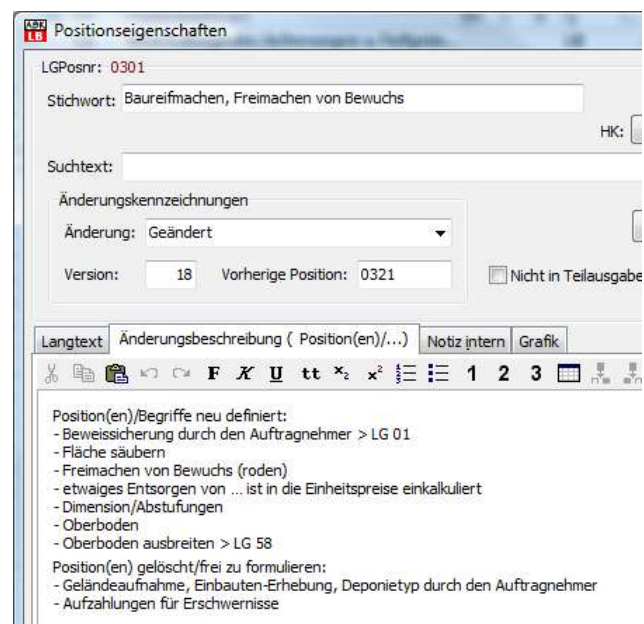 ABK
LB
Positionseigenschaften
LGPosnr: 0301
Stichwort: Baureifmachen, Freimachen von Bewuchs
HK:
Suchtext:
Änderungskennzeichnungen
Änderung: Geändert
Version: 18 Vorherige Position: 0321
Nicht in Teilausgabe
Langtext Änderungsbeschreibung ( Position(en)/...) Notiz intern Grafik
F K U tt x₂ x² 1 2 3
Position(en)/Begriffe neu definiert:
- Beweissicherung durch den Auftragnehmer > LG 01
- Fläche säubern
- Freimachen von Bewuchs (roden)
- etwaiges Entsorgen von ... ist in die Einheitspreise einkalkuliert
- Dimension/Abstufungen
- Oberboden
- Oberboden ausbreiten > LG 58
Position(en) gelöscht/frei zu formulieren:
- Geländeaufnahme, Einbauten-Erhebung, Deponietyp durch den Auftragnehmer
- Aufzahlungen für Erschwernisse